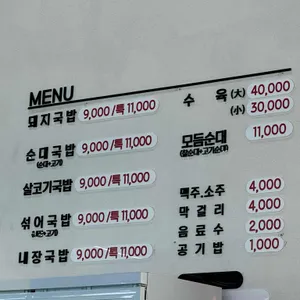 MENU
돼지국밥 9,000/특 11,000
순대국밥 9,000/특 11,000
(순대+고기)
살코기국밥 9,000/특 11,000
섞어국밥 9,000/특 11,000
내장국밥 9,000/특 11,000
수 육 (大) 40,000
(小) 30,000
모듬순대 11,000
맥주.소주 4,000
막걸리 4,000
음료수 2,000
공기밥 1,000